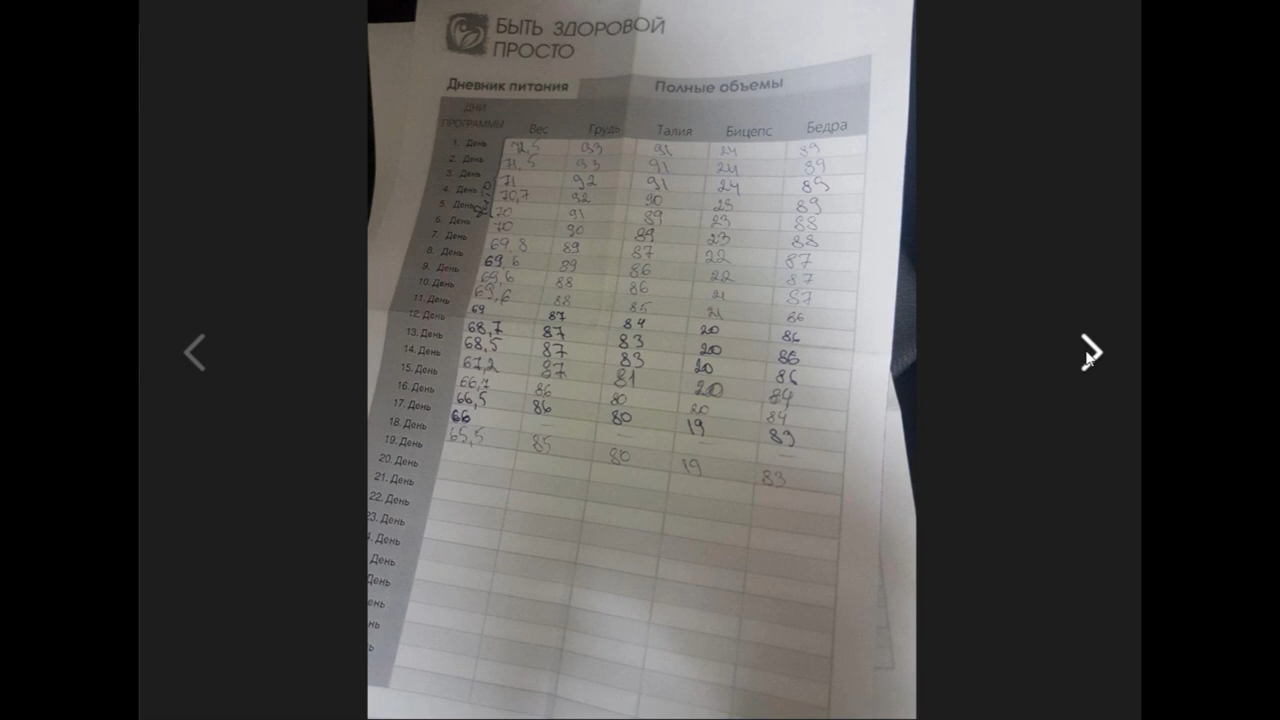 БЫТЬ ЗДОРОВОЙ
ПРОСТО
Дневник питания Полные объемы
ДНИ
ПРОГРАММЫ Вес Грудь Талия Бицепс Бедра
1. День 72,5 93 91 24 89
2. День 71,5 93 91 24 89
3. День 71 92 91 24 89
4. День 70,7 92 90 23 89
5. День 70 91 89 23 88
6. День 70 90 89 23 88
7. День 69,8 89 87 22 87
8. День 69,6 89 86 22 87
9. День 69,6 88 86 21 87
10. День 69,6 88 85 21 86
11. День 69 87 84 20 86
12. День 68,7 87 83 20 86
13. День 68,5 87 83 20 86
14. День 67,2 87 81 20 84
15. День 66,7 86 80 20 84
16. День 66,5 86 80 19 83
17. День 66 — — — —
18. День 65,5 85 80 19 83
19. День
20. День
21. День
22. День
23. День
4. День
День
День
ень
нь
ь